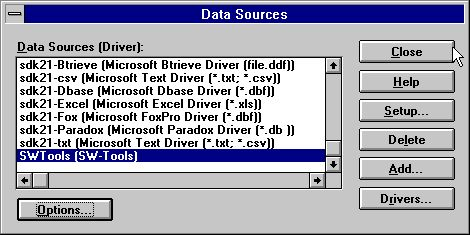 Data Sources
Data Sources (Driver):
sdk21-Btrieve (Microsoft Btrieve Driver (file.ddf))
sdk21-csv (Microsoft Text Driver (*.txt; *.csv))
sdk21-Dbase (Microsoft Dbase Driver (*.dbf))
sdk21-Excel (Microsoft Excel Driver (*.xls))
sdk21-Fox (Microsoft FoxPro Driver (*.dbf))
sdk21-Paradox (Microsoft Paradox Driver (*.db ))
sdk21-txt (Microsoft Text Driver (*.txt; *.csv))
SWTools (SW-Tools)
Close
Help
Setup...
Delete
Add...
Drivers...
Options...